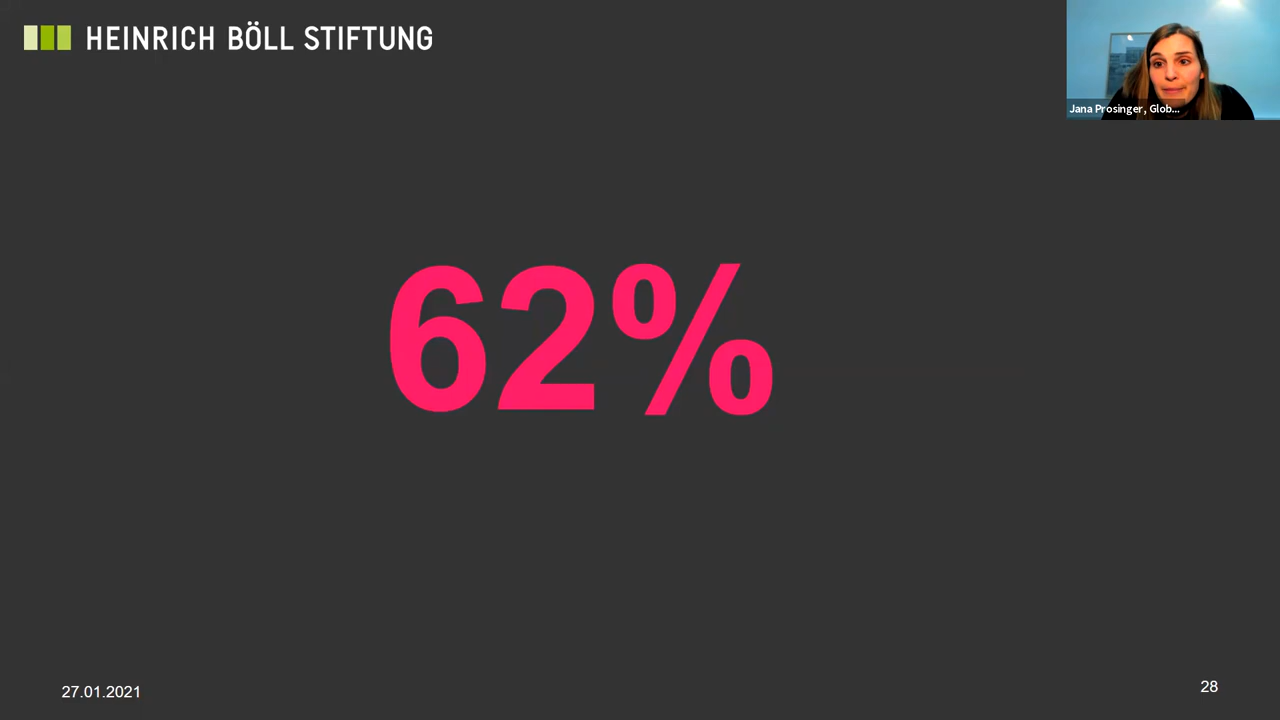 HEINRICH BÖLL STIFTUNG
Jana Prosinger, Glob...
62%
27.01.2021
28